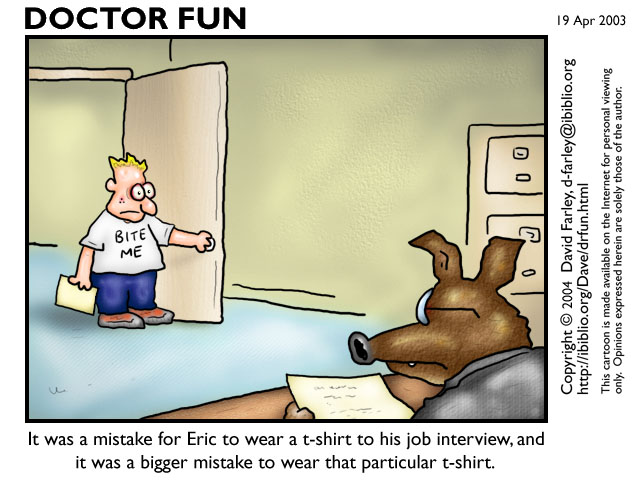 DOCTOR FUN
19 Apr 2003
BITE
ME
It was a mistake for Eric to wear a t-shirt to his job interview, and
it was a bigger mistake to wear that particular t-shirt.
Copyright © 2004 David Farley, d-farley@ibiblio.org
http://ibiblio.org/Dave/drfun.html
This cartoon is made available on the Internet for personal viewing
only. Opinions expressed herein are solely those of the author.